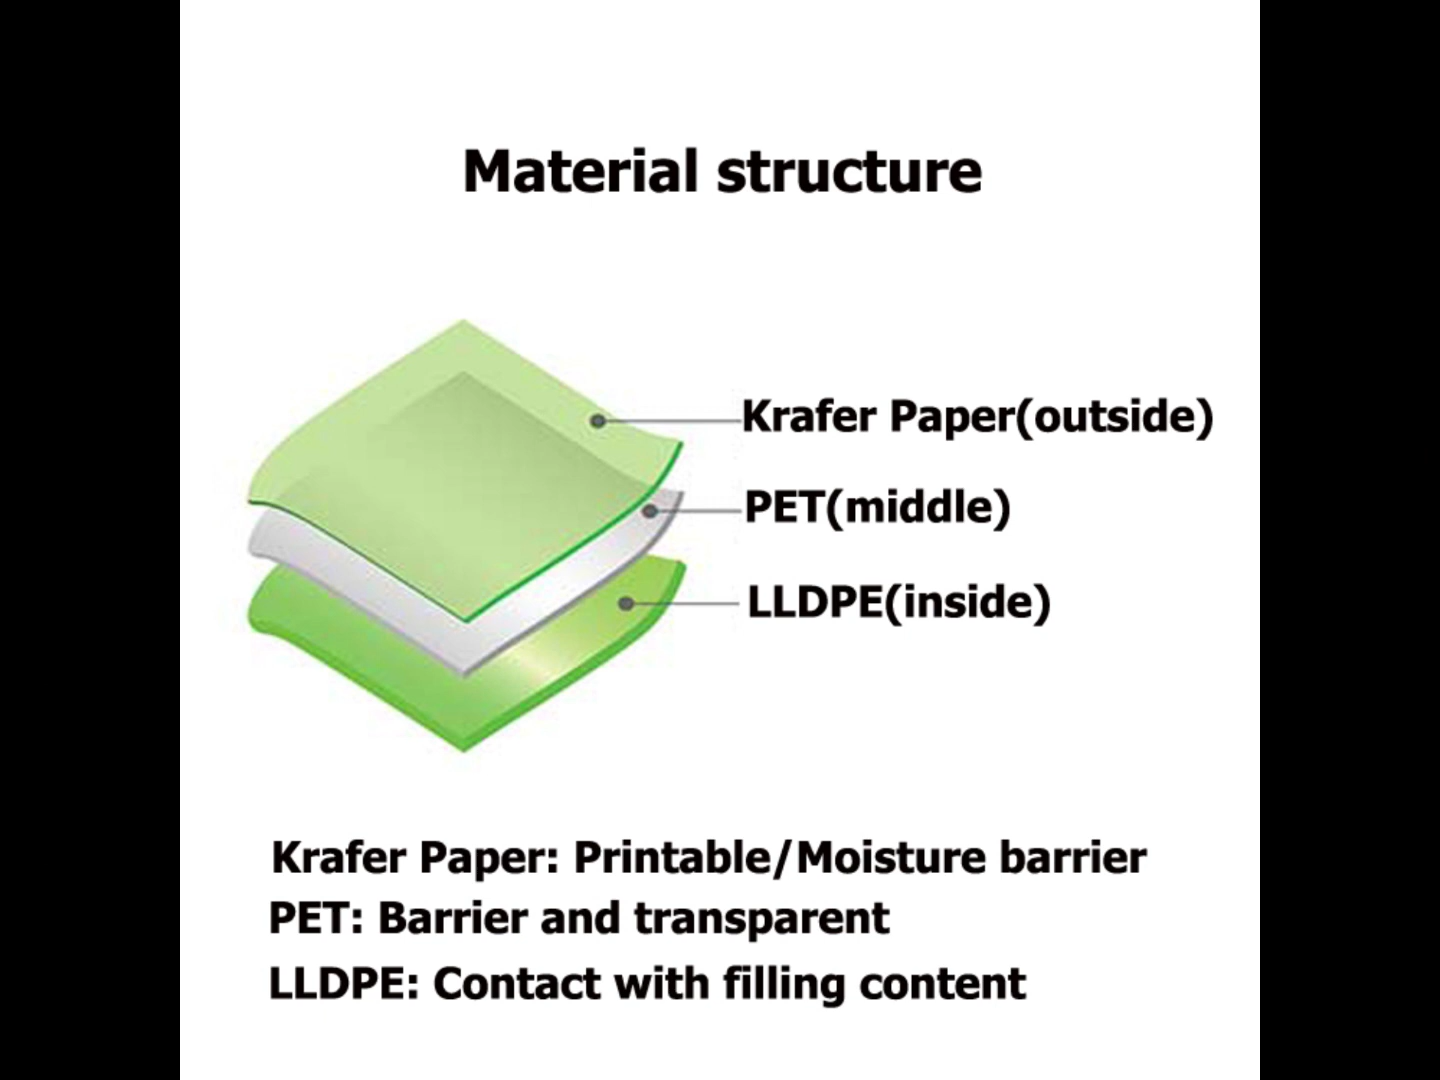 Material structure
Krafer Paper(outside)
PET(middle)
LLDPE(inside)
Krafer Paper: Printable/Moisture barrier
PET: Barrier and transparent
LLDPE: Contact with filling content